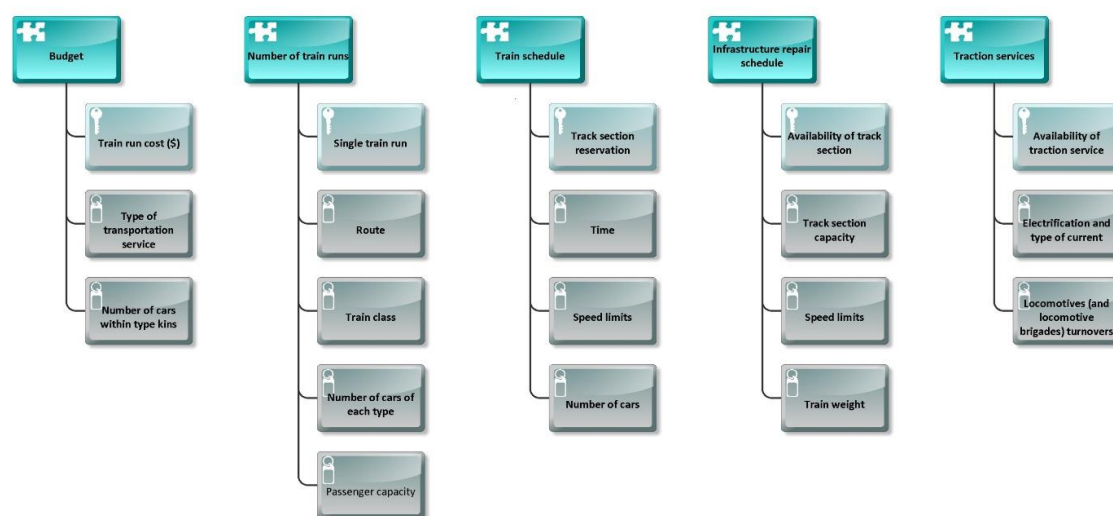 Budget
Train run cost ($)
Type of
transportation
service
Number of cars
within type kins
Number of train runs
Single train run
Route
Train class
Number of cars of
each type
Passenger capacity
Train schedule
Track section
reservation
Time
Speed limits
Number of cars
Infrastructure repair
schedule
Availability of track
section
Track section
capacity
Speed limits
Train weight
Traction services
Availability of
traction service
Electrification and
type of current
Locomotives (and
locomotive
brigades) turnovers